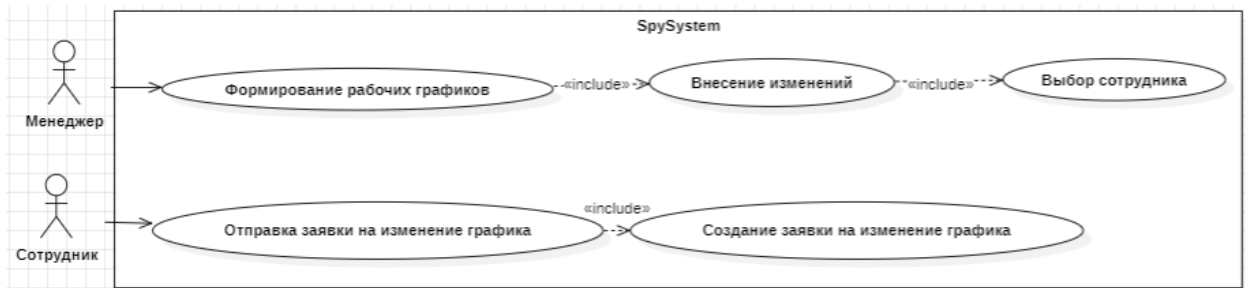 SpySystem
Формирование рабочих графиков
«include»
Внесение изменений
«include»
Выбор сотрудника
Менеджер
«include»
Отправка заявки на изменение графика
Создание заявки на изменение графика
Сотрудник